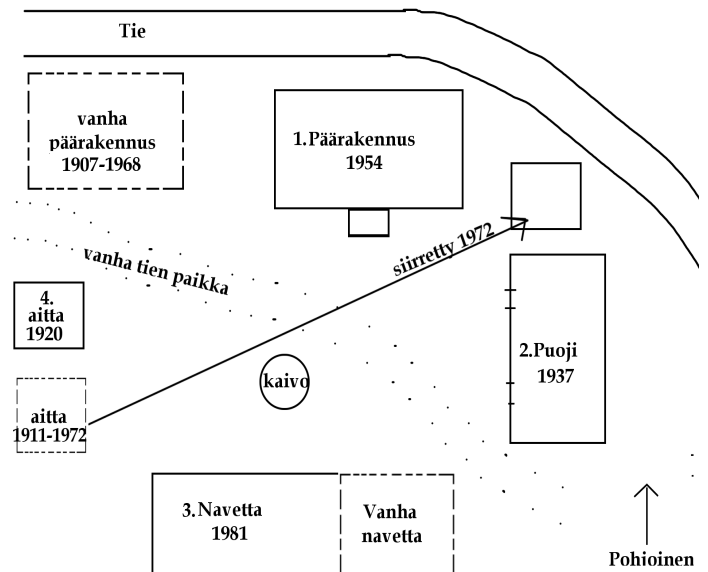 Tie
vanha
päärakennus
1907-1968
1.Päärakennus
1954
siirretty 1972
vanha tien paikka
4.
aitta
1920
2.Puoji
1937
kaivo
aitta
1911-1972
3.Navetta
1981
Vanha
navetta
Pohjoinen